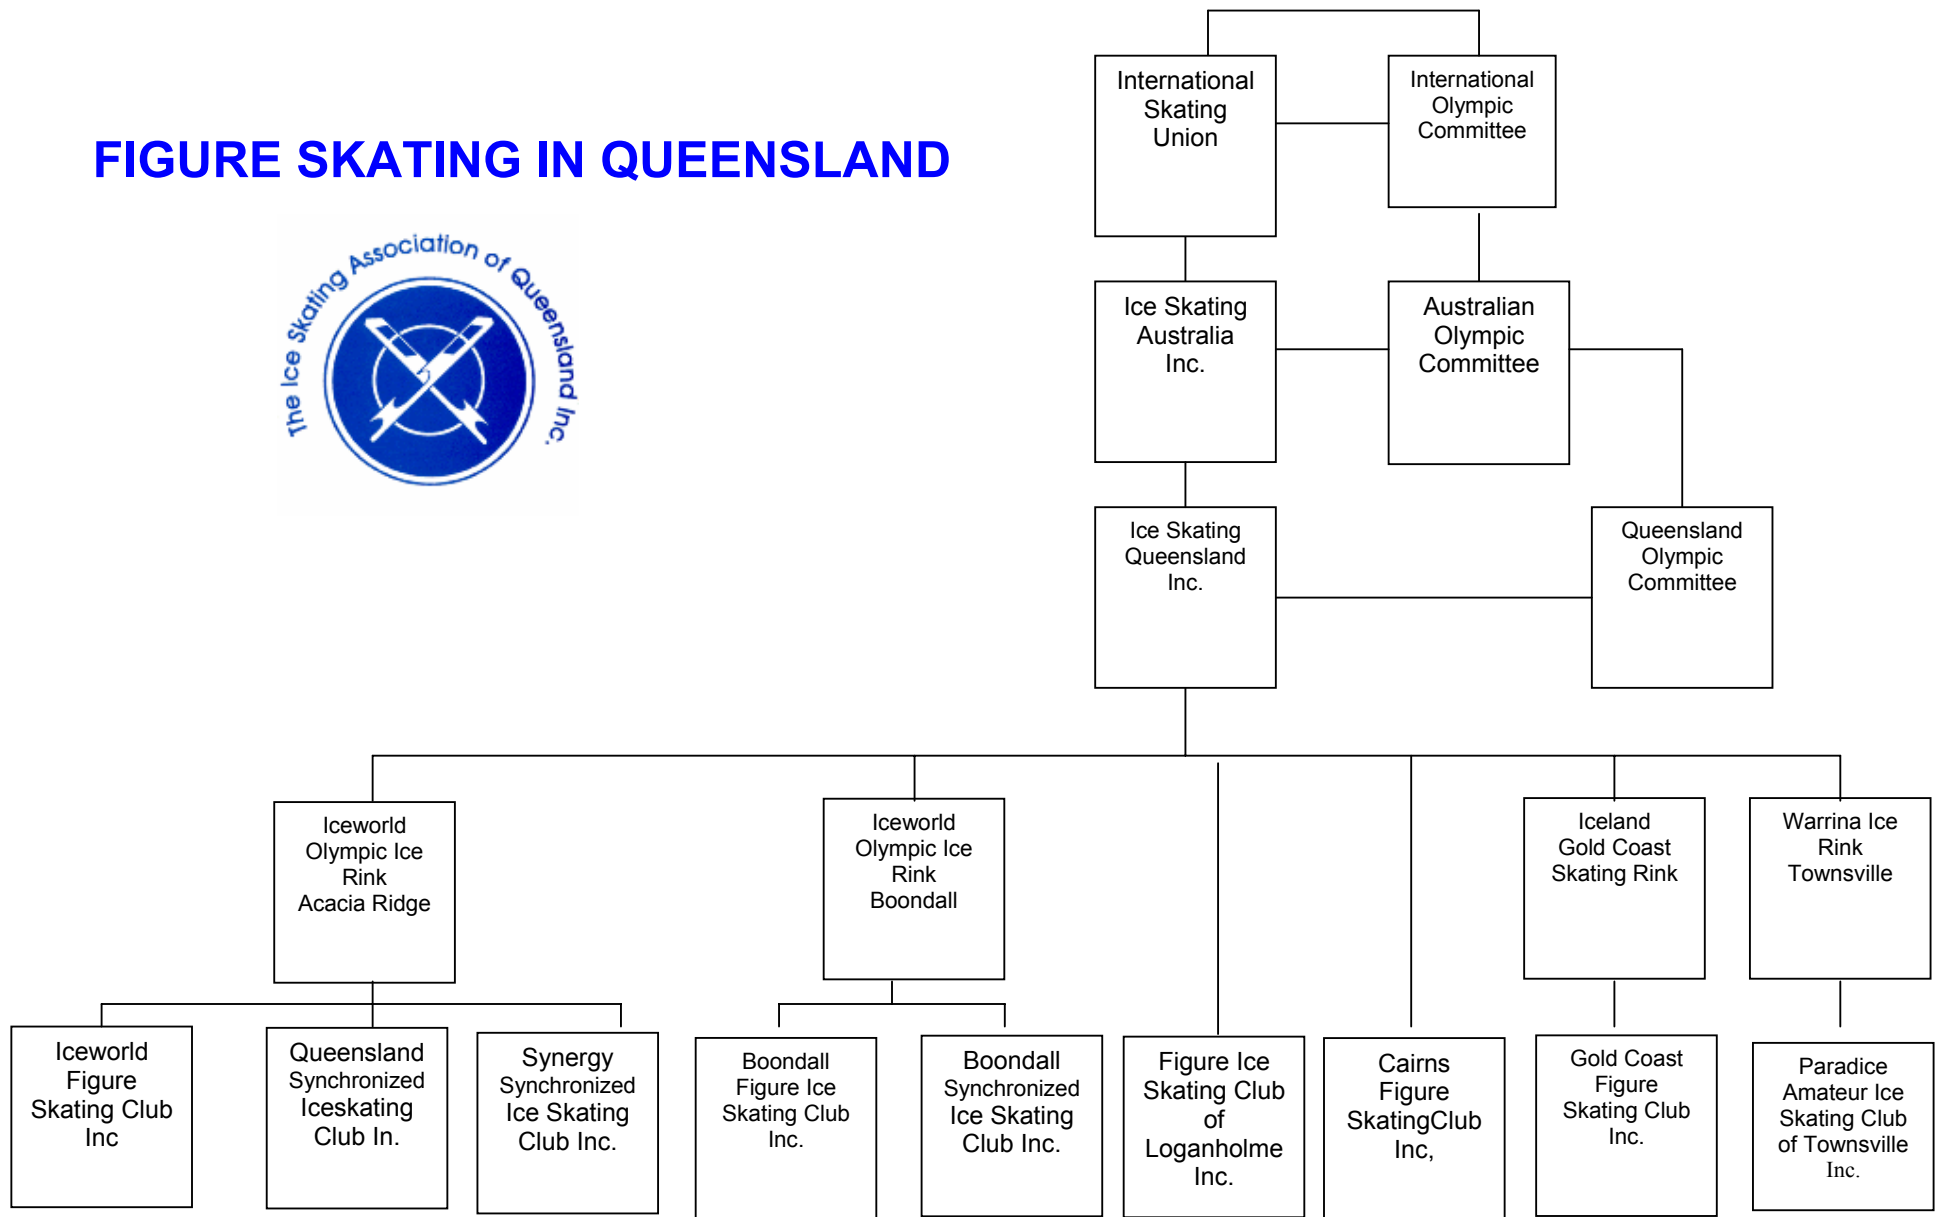 FIGURE SKATING IN QUEENSLAND
The Ice Skating Association of Queensland Inc.
International
Skating
Union
International
Olympic
Committee
Ice Skating
Australia
Inc.
Australian
Olympic
Committee
Ice Skating
Queensland
Inc.
Queensland
Olympic
Committee
Iceworld
Olympic Ice
Rink
Acacia Ridge
Iceworld
Olympic Ice
Rink
Boondall
Iceland
Gold Coast
Skating Rink
Warrina Ice
Rink
Townsville
Iceworld
Figure
Skating Club
Inc
Queensland
Synchronized
Iceskating
Club In.
Synergy
Synchronized
Ice Skating
Club Inc.
Boondall
Figure Ice
Skating Club
Inc.
Boondall
Synchronized
Ice Skating
Club Inc.
Figure Ice
Skating Club
of
Loganholme
Inc.
Cairns
Figure
SkatingClub
Inc,
Gold Coast
Figure
Skating Club
Inc.
Paradice
Amateur Ice
Skating Club
of Townsville
Inc.